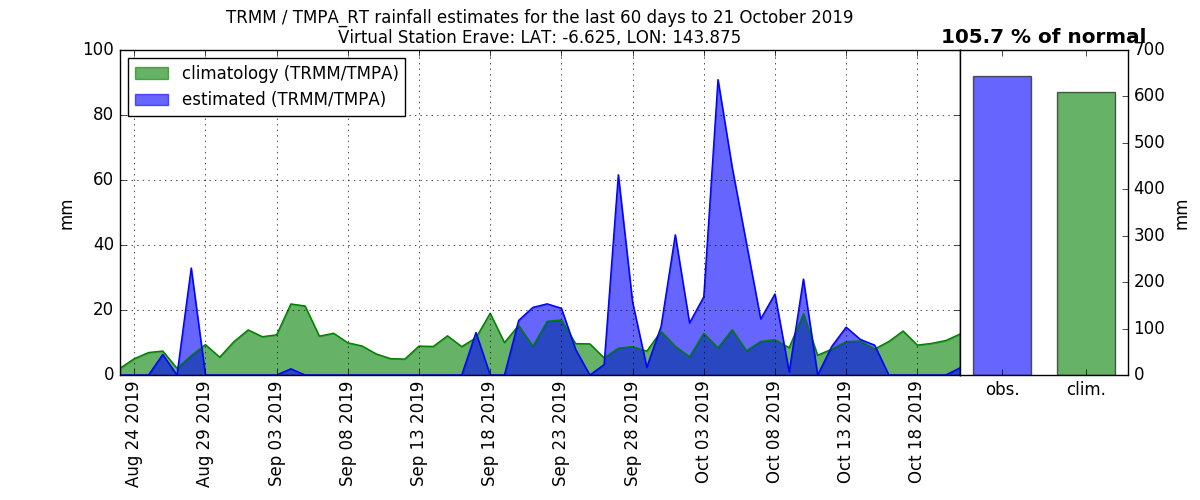 TRMM / TMPA_RT rainfall estimates for the last 60 days to 21 October 2019
Virtual Station Erave: LAT: -6.625, LON: 143.875
105.7 % of normal
climatology (TRMM/TMPA)
estimated (TRMM/TMPA)
100
80
60
40
20
0
mm
Aug 24 2019
Aug 29 2019
Sep 03 2019
Sep 08 2019
Sep 13 2019
Sep 18 2019
Sep 23 2019
Sep 28 2019
Oct 03 2019
Oct 08 2019
Oct 13 2019
Oct 18 2019
obs.
clim.
700
600
500
400
300
200
100
0
mm